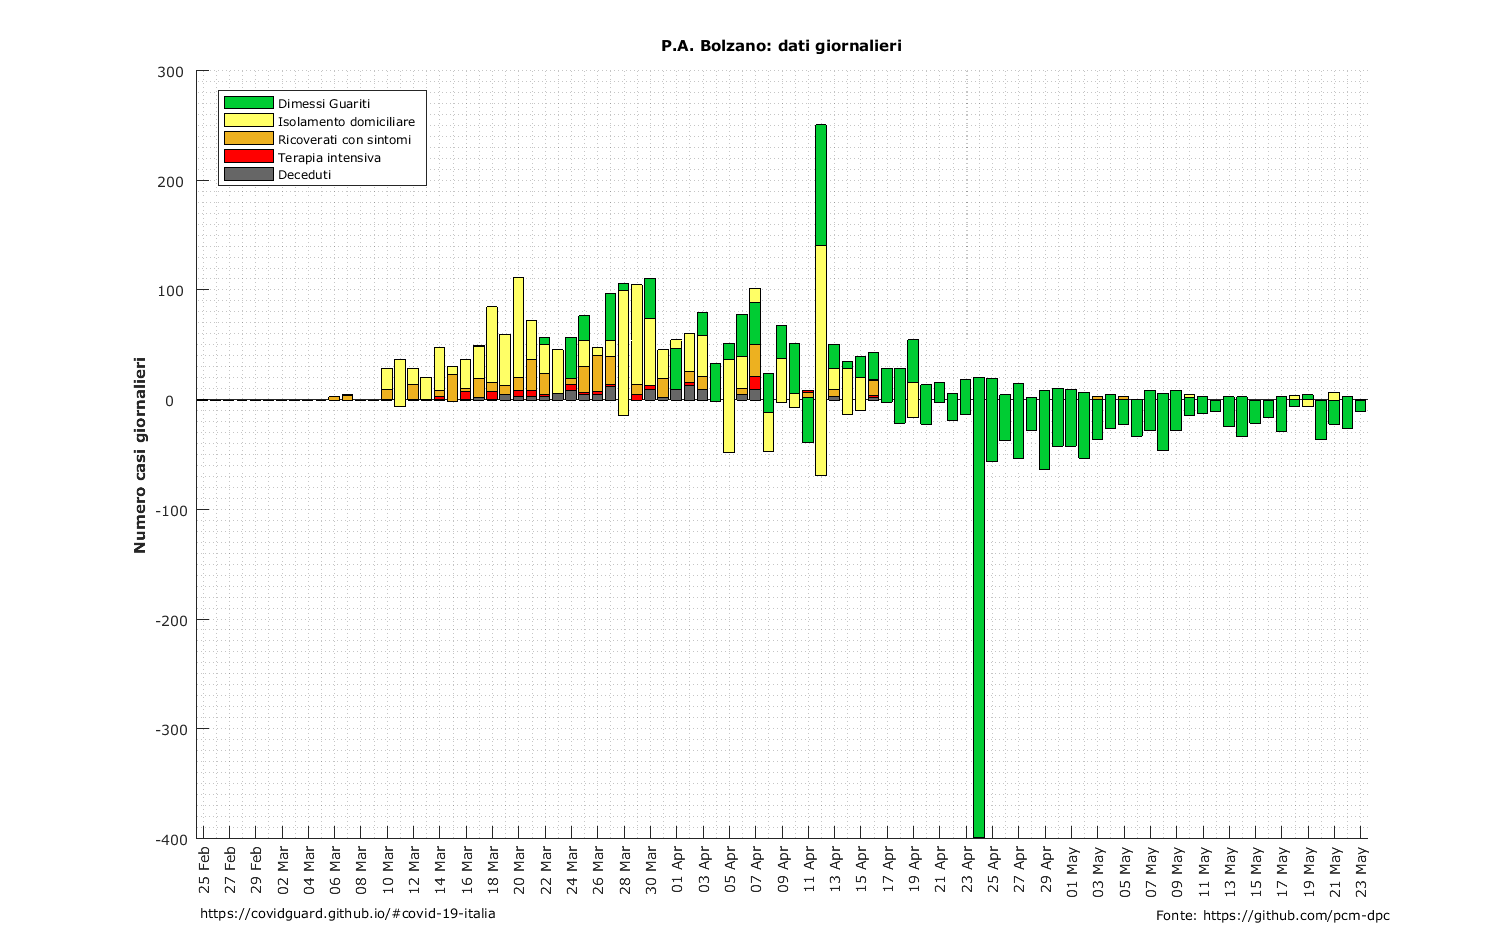 P.A. Bolzano: dati giornalieri
300
200
100
0
-100
-200
-300
-400
Numero casi giornalieri
Dimessi Guariti
Isolamento domiciliare
Ricoverati con sintomi
Terapia intensiva
Deceduti
25 Feb
27 Feb
29 Feb
02 Mar
04 Mar
06 Mar
08 Mar
10 Mar
12 Mar
14 Mar
16 Mar
18 Mar
20 Mar
22 Mar
24 Mar
26 Mar
28 Mar
30 Mar
01 Apr
03 Apr
05 Apr
07 Apr
09 Apr
11 Apr
13 Apr
15 Apr
17 Apr
19 Apr
21 Apr
23 Apr
25 Apr
27 Apr
29 Apr
01 May
03 May
05 May
07 May
09 May
11 May
13 May
15 May
17 May
19 May
21 May
23 May
https://covidguard.github.io/#covid-19-italia
Fonte: https://github.com/pcm-dpc